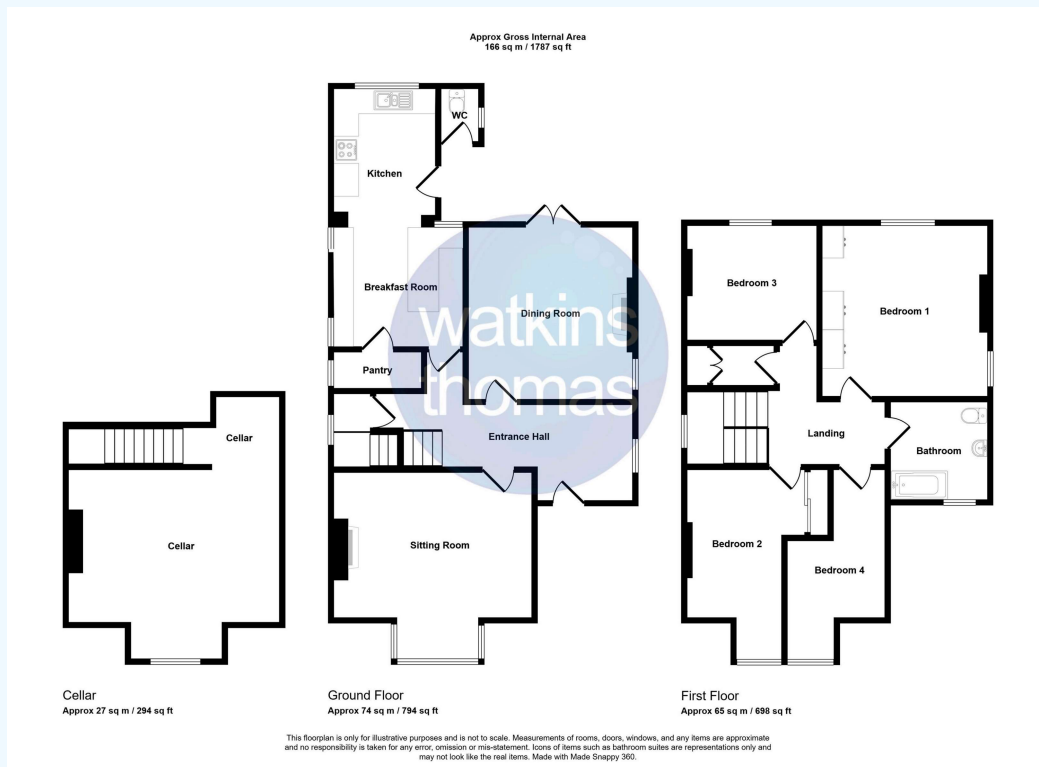 Approx Gross Internal Area
166 sq m / 1787 sq ft
WC
Kitchen
Breakfast Room
Dining Room
Pantry
Entrance Hall
Sitting Room
Bedroom 3
Bedroom 1
Landing
Bathroom
Bedroom 2
Bedroom 4
Cellar
Cellar
watkins
thomas
Cellar
Approx 27 sq m / 294 sq ft
Ground Floor
Approx 74 sq m / 794 sq ft
First Floor
Approx 65 sq m / 698 sq ft
This floorplan is only for illustrative purposes and is not to scale. Measurements of rooms, doors, windows, and any items are approximate
and no responsibility is taken for any error, omission or mis-statement. Icons of items such as bathroom suites are representations only and
may not look like the real items. Made with Made Snappy 360.